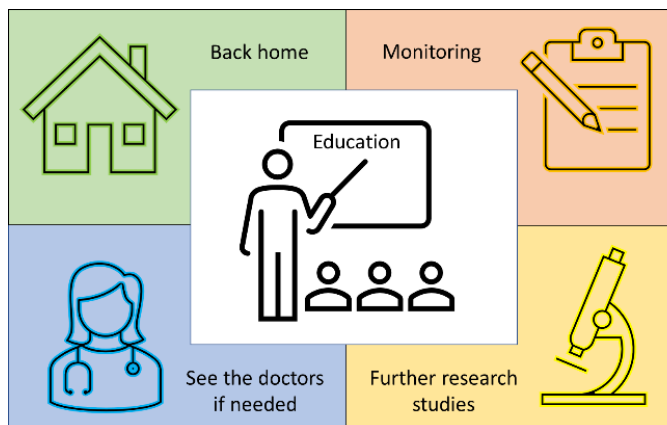 Back home
Monitoring
Education
See the doctors
if needed
Further research
studies